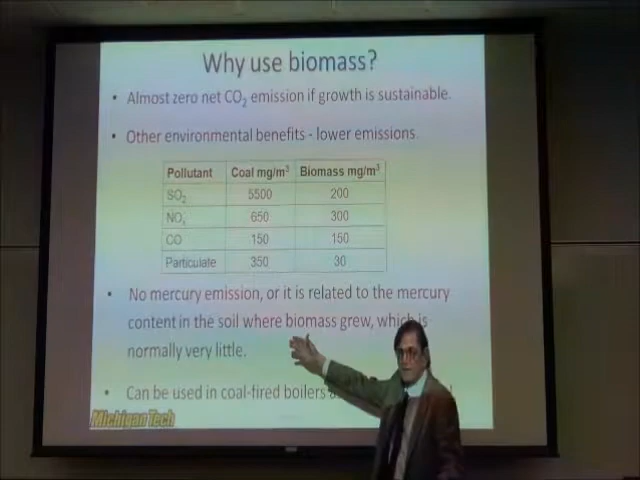 Why use biomass?
• Almost zero net CO2 emission if growth is sustainable.
• Other environmental benefits - lower emissions
Pollutant Coal mg/m³ Biomass mg/m³
SO2 5500 200
NOx 650 300
CO 150 150
Particulate 350 30
• No mercury emission, or it is related to the mercury
content in the soil where biomass grew, which is
normally very little.
• Can be used in coal-fired boilers
Michigan Tech